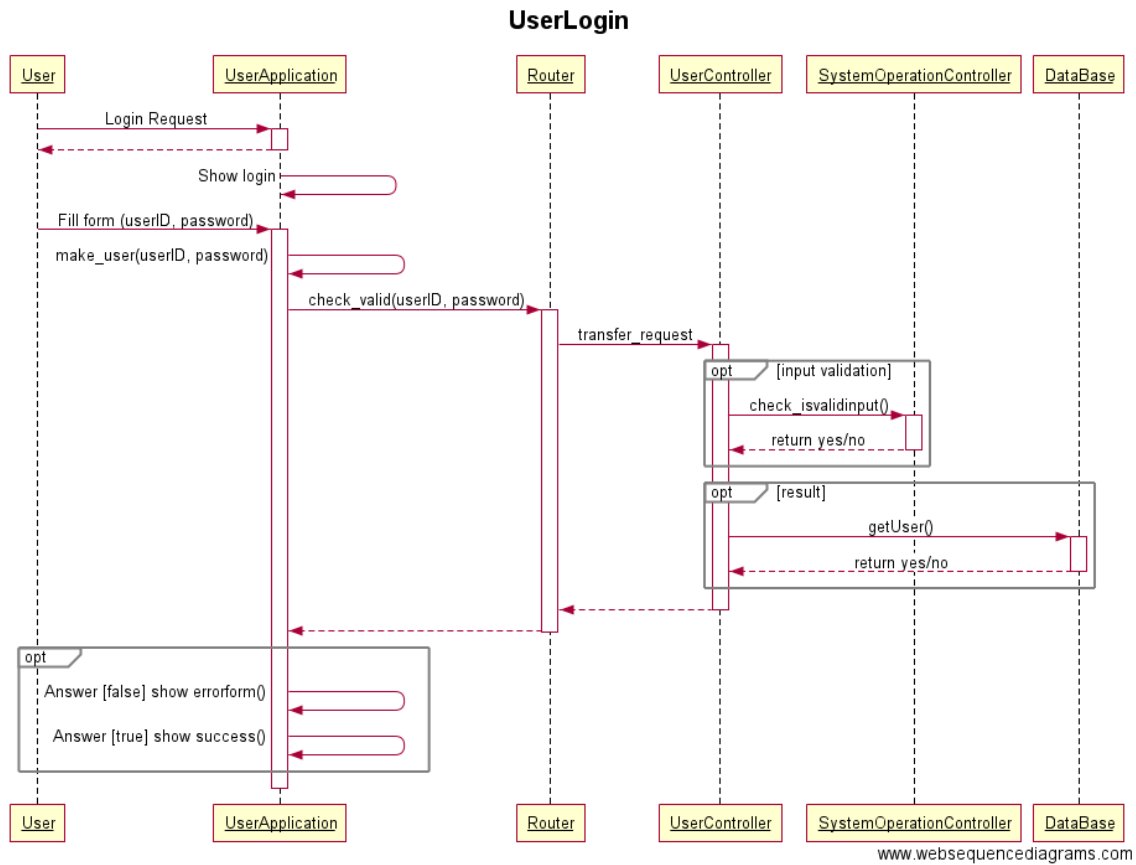 UserLogin
User
UserApplication
Router
UserController
SystemOperationController
DataBase
Login Request
Show login
Fill form (userID, password)
make_user(userID, password)
check_valid(userID, password)
transfer_request
opt
[input validation]
check_isvalidinput()
return yes/no
opt
[result]
getUser()
return yes/no
opt
Answer [false] show errorform()
Answer [true] show success()
User
UserApplication
Router
UserController
SystemOperationController
DataBase
www.websequencediagrams.com